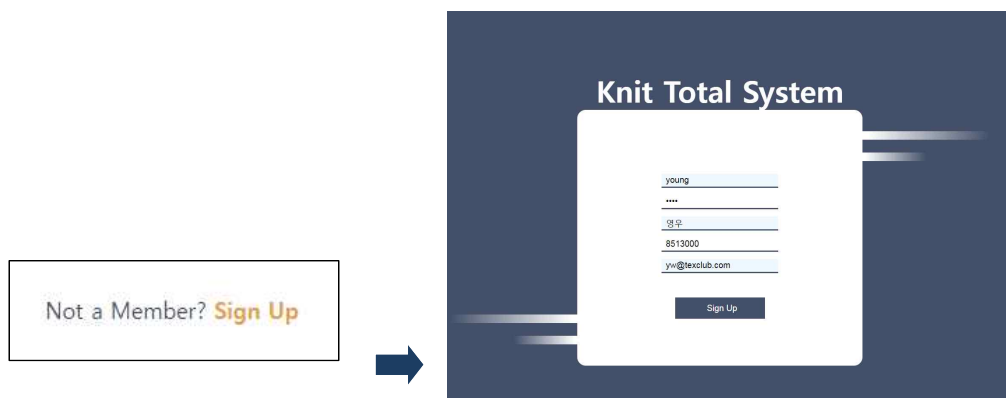 Not a Member? Sign Up
Knit Total System
young
••••
영우
8513000
yw@texclub.com
Sign Up